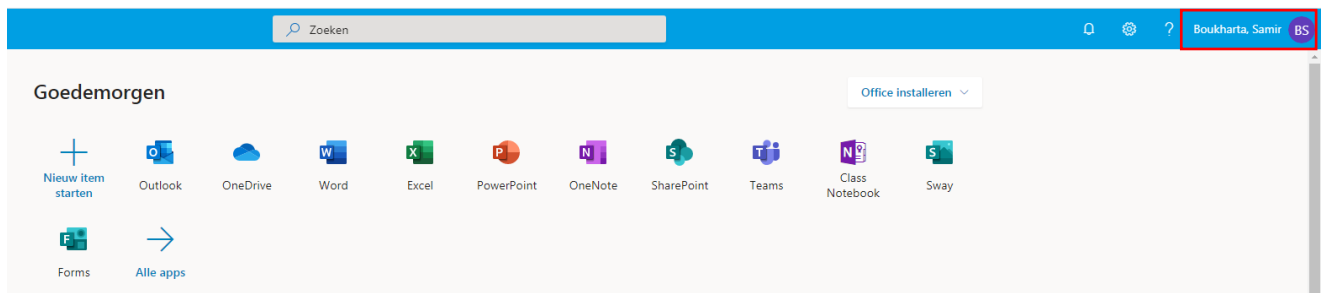 Zoeken
? Boukharta, Samir BS
Goedemorgen
Office installeren
Nieuw item starten
Outlook
OneDrive
Word
Excel
PowerPoint
OneNote
SharePoint
Teams
Class Notebook
Sway
Forms
Alle apps